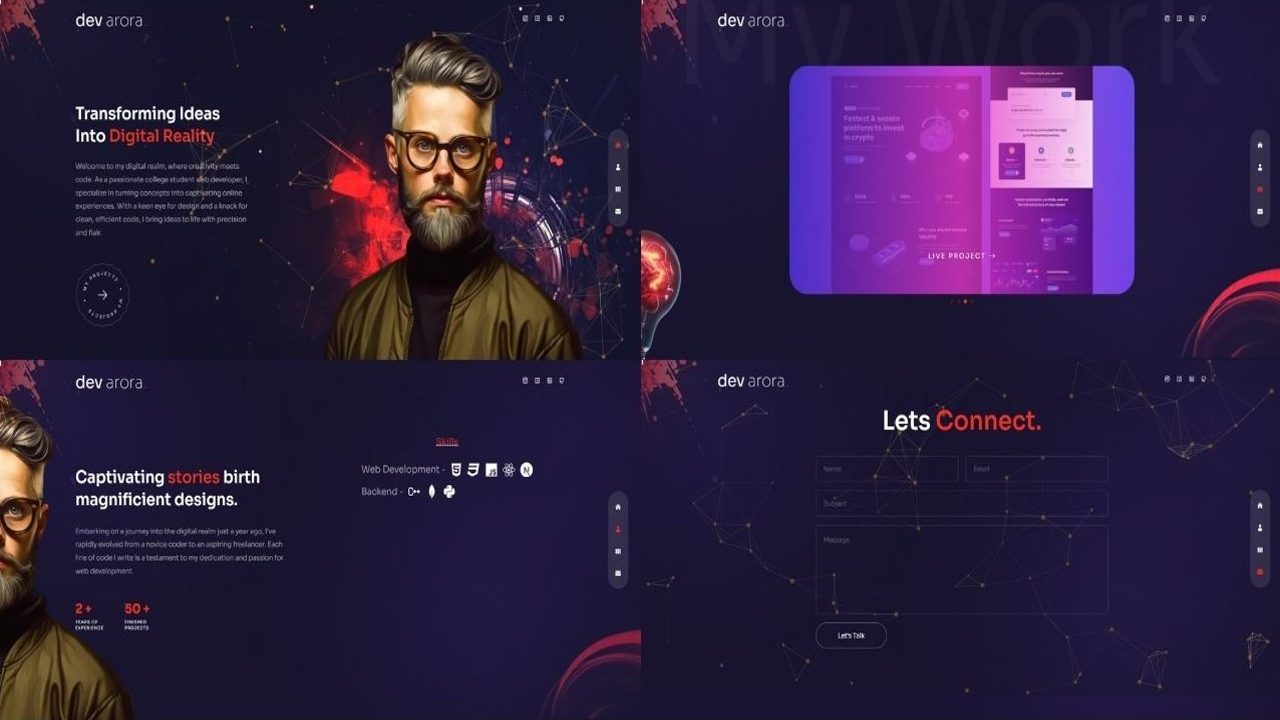 dev arora.
Transforming Ideas
Into Digital Reality
Welcome to my digital realm, where creativity meets
code. As a passionate college student web developer, I
specialize in turning concepts into captivating online
experiences. With a keen eye for design and a knack for
clean, efficient code, I bring ideas to life with precision
and flair.
MY PROJECTS • MY PROJECTS •
dev arora.
My Work
Fastest & secure
platform to invest
in crypto
Why you should choose
LIVE PROJECT →
dev arora.
Captivating stories birth
magnificient designs.
Embarking on a journey into the digital realm just a year ago, I've
rapidly evolved from a novice coder to an aspiring freelancer. Each
line of code I write is a testament to my dedication and passion for
web development.
2 + 50 +
YEARS OF FINISHED
EXPERIENCE PROJECTS
Skills
Web Development -
Backend - C++
dev arora.
Lets Connect.
Name Email
Subject
Message
Let's Talk